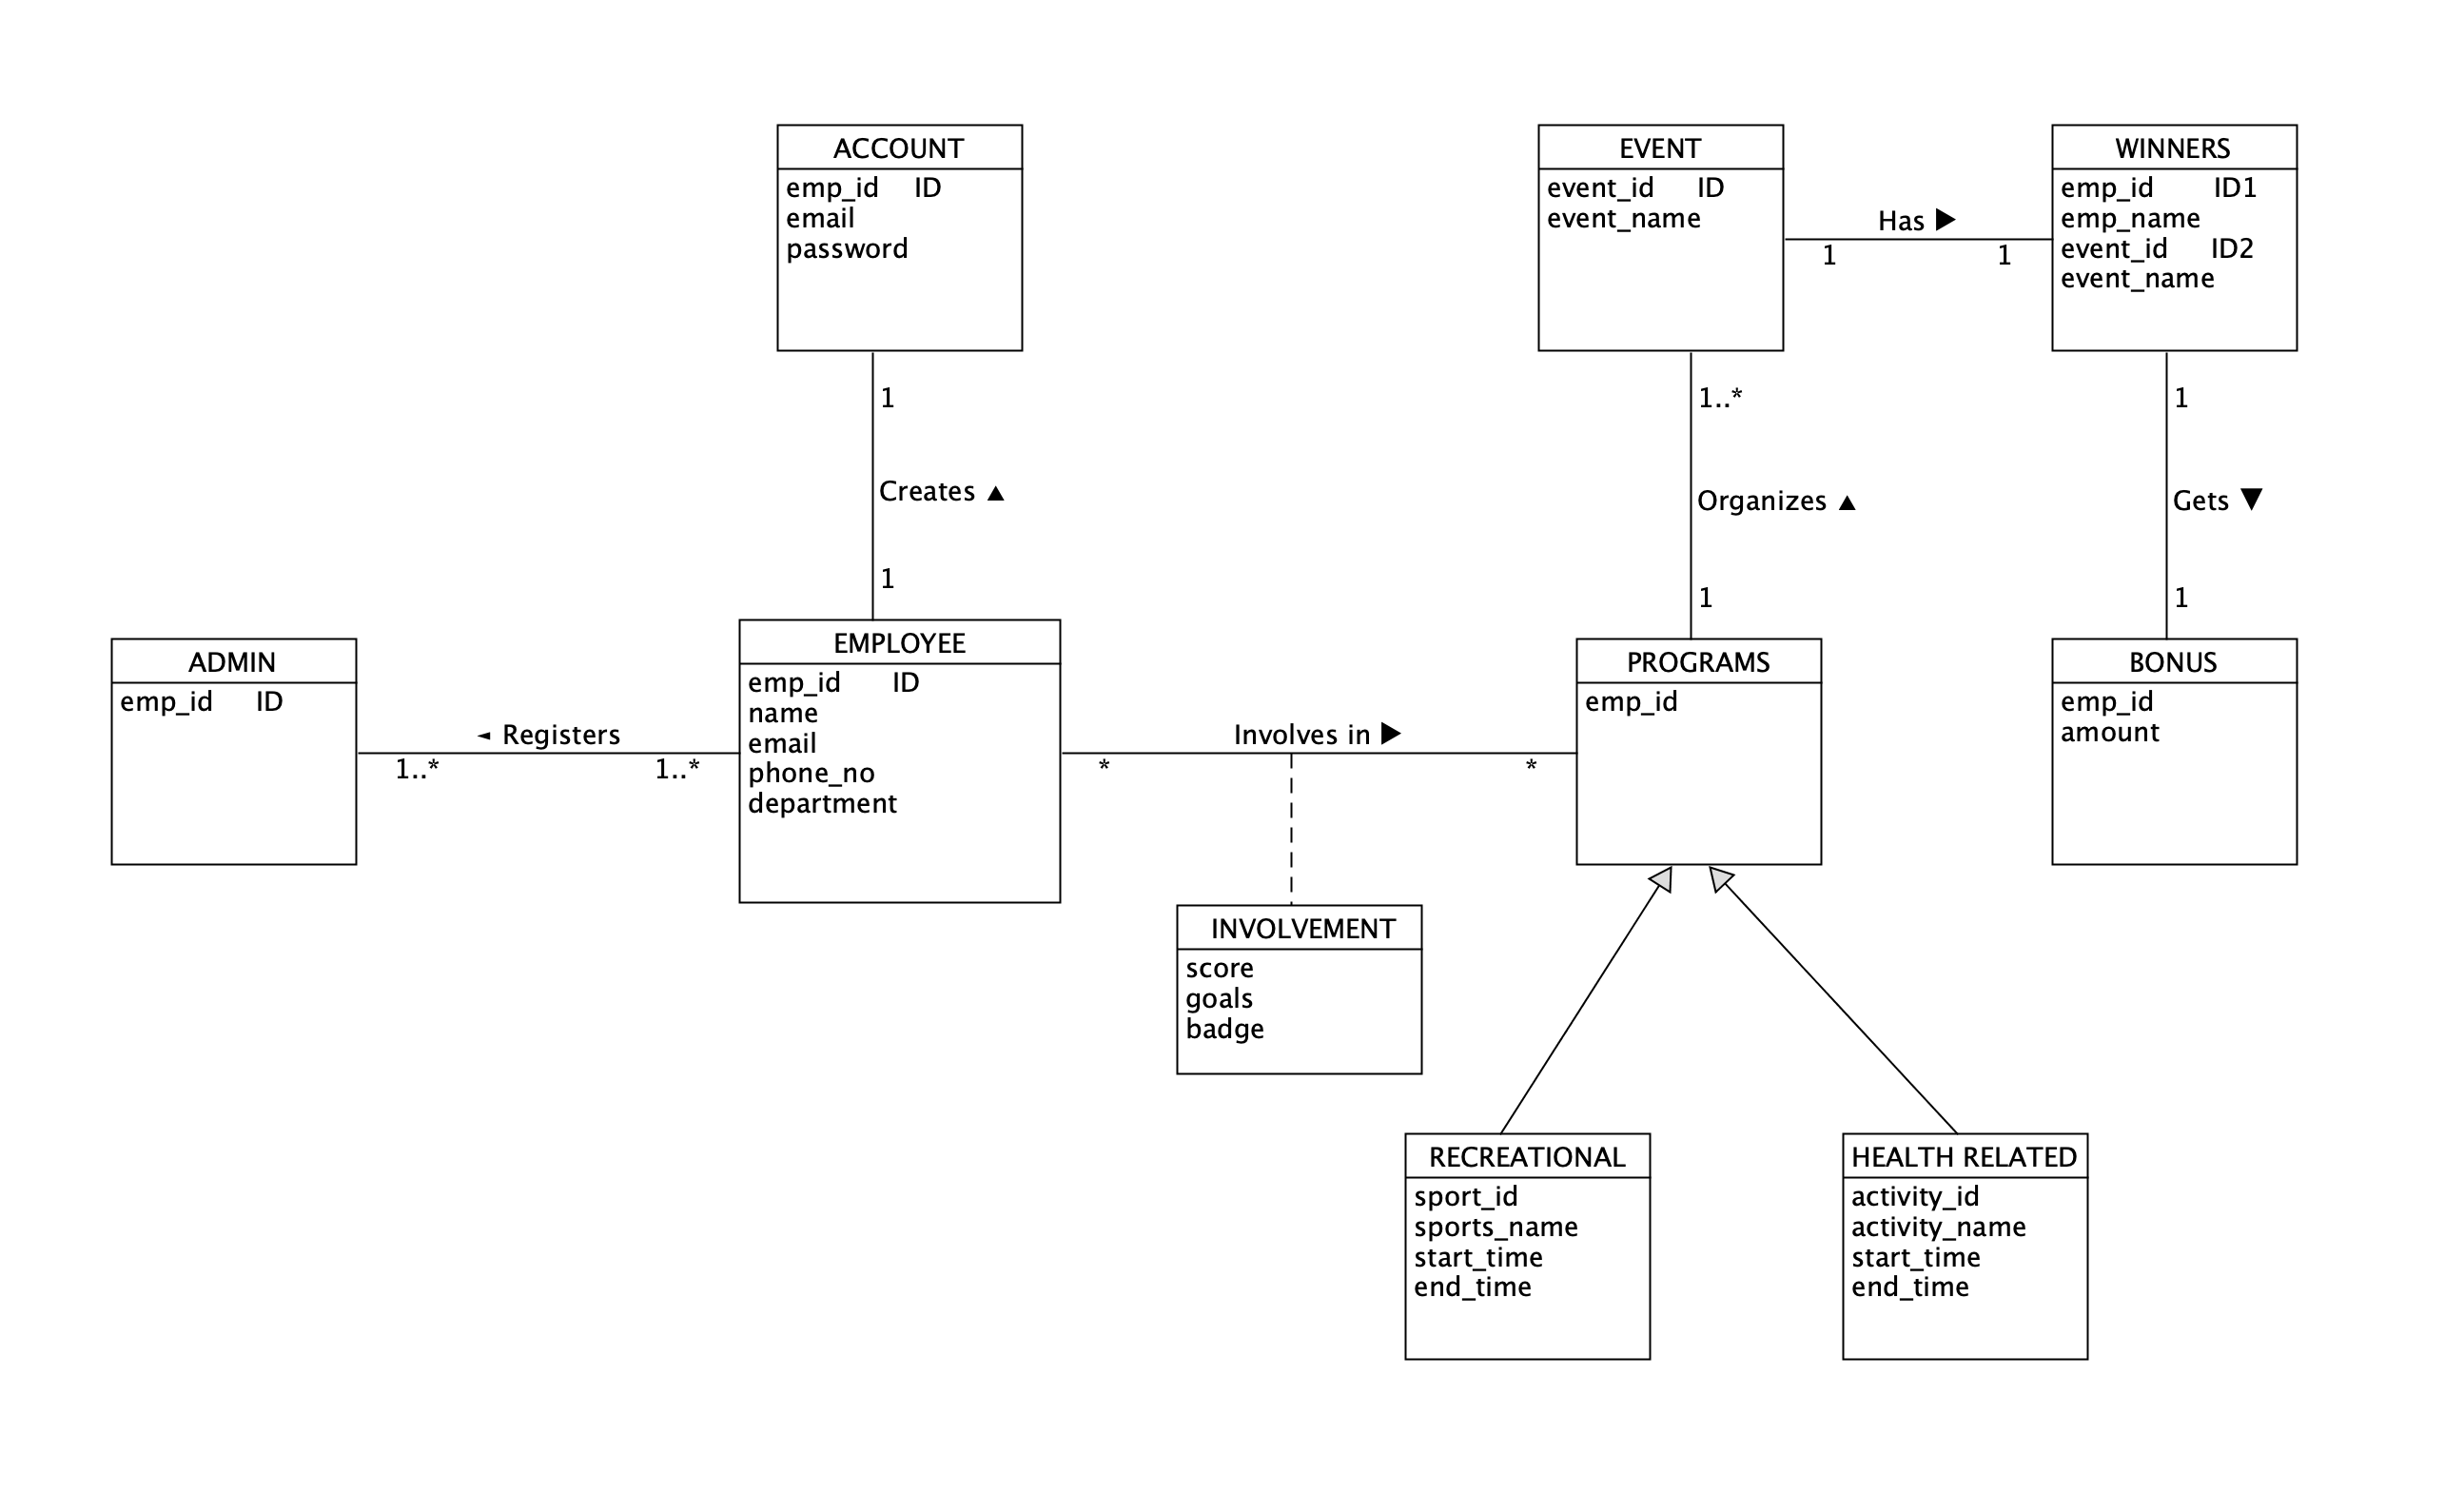 ACCOUNT
emp_id ID
email
password
EVENT
event_id ID
event_name
Has ▶
1 1
WINNERS
emp_id ID1
emp_name
event_id ID2
event_name
1
Creates ▲
1
1..*
Organizes ▲
1
1
Gets ▼
1
ADMIN
emp_id ID
◄ Registers
1..* 1..*
EMPLOYEE
emp_id ID
name
email
phone_no
department
Involves in ▶
* *
PROGRAMS
emp_id
BONUS
emp_id
amount
INVOLVEMENT
score
goals
badge
RECREATIONAL
sport_id
sports_name
start_time
end_time
HEALTH RELATED
activity_id
activity_name
start_time
end_time